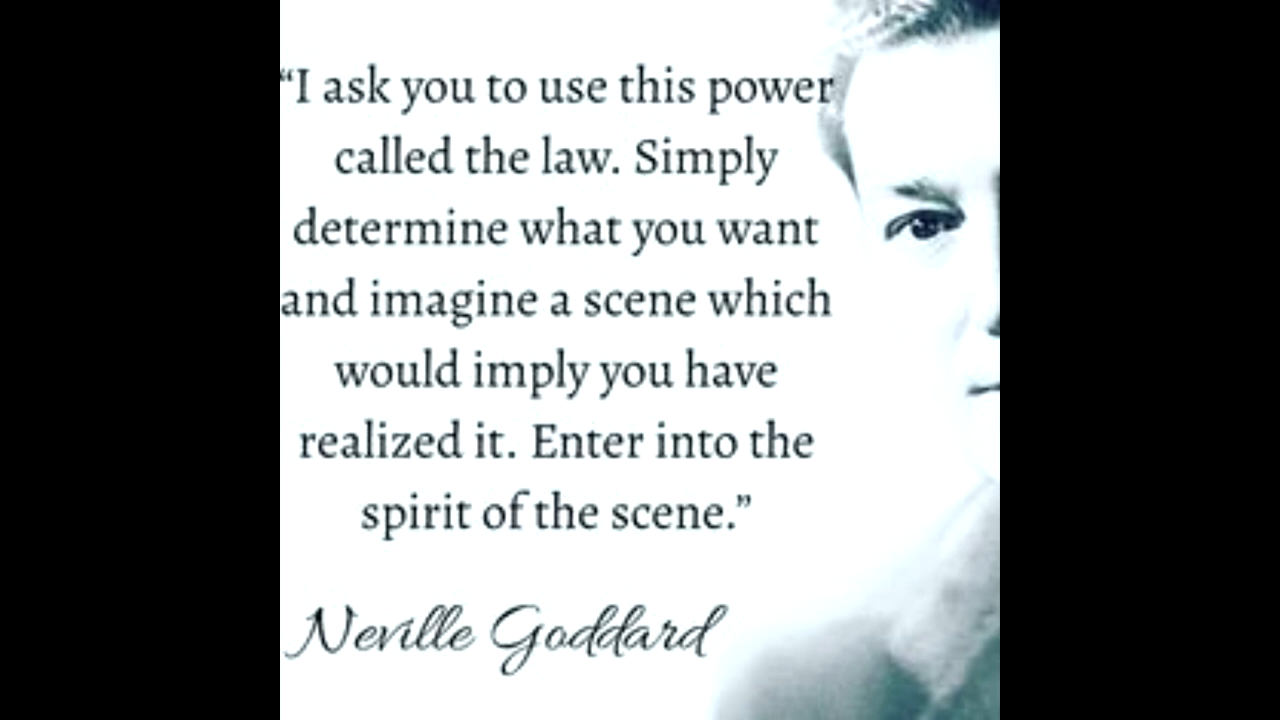 “I ask you to use this power
called the law. Simply
determine what you want
and imagine a scene which
would imply you have
realized it. Enter into the
spirit of the scene.”
Neville Goddard